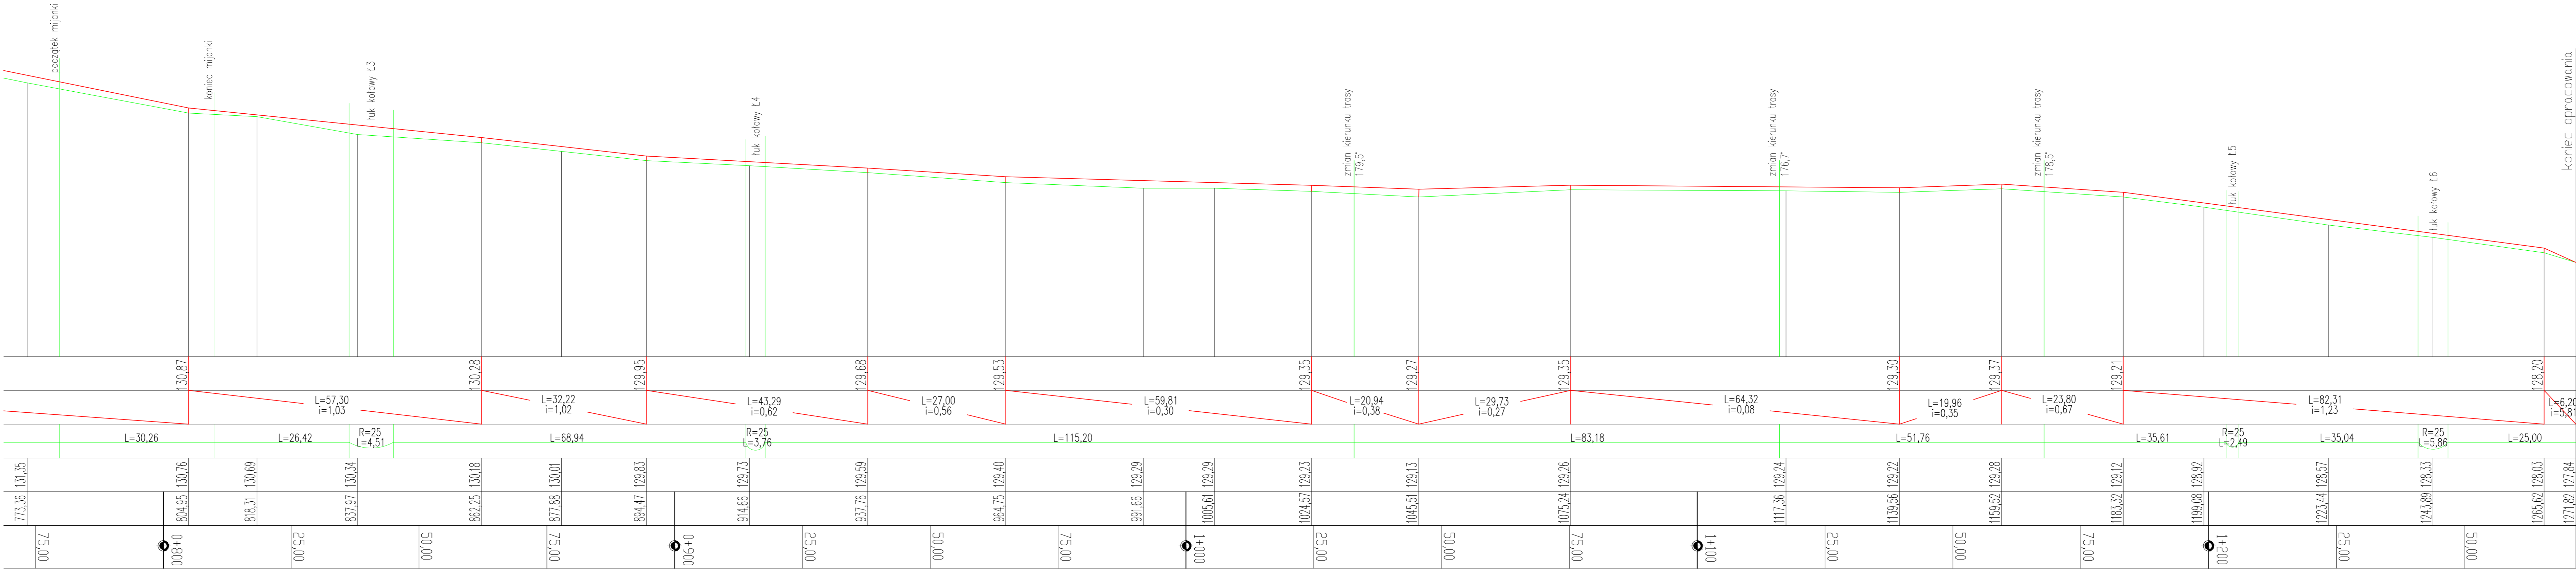 początek mijanki
koniec mijanki
łuk kołowy Ł3
łuk kołowy Ł4
zmian kierunku trasy
179,5°
zmian kierunku trasy
176,7°
zmian kierunku trasy
178,5°
łuk kołowy Ł5
łuk kołowy Ł6
koniec opracowania
130,87
130,28
129,95
129,68
129,53
129,35
129,27
129,35
129,30
129,37
129,21
128,20
L=57,30
i=1,03
L=32,22
i=1,02
L=43,29
i=0,62
L=27,00
i=0,56
L=59,81
i=0,30
L=20,94
i=0,38
L=29,73
i=0,27
L=64,32
i=0,08
L=19,96
i=0,35
L=23,80
i=0,67
L=82,31
i=1,23
L=6,20
i=5,81
L=30,26
L=26,42
R=25
L=4,51
L=68,94
R=25
L=3,76
L=115,20
L=83,18
L=51,76
L=35,61
R=25
L=2,49
L=35,04
R=25
L=5,86
L=25,00
131,35
130,76
130,69
130,34
130,18
130,01
129,83
129,73
129,59
129,40
129,29
129,29
129,23
129,13
129,26
129,24
129,22
129,28
129,12
128,92
128,57
128,33
128,03
127,84
773,36
804,95
818,31
837,97
862,25
877,88
894,47
914,66
937,76
964,75
991,66
1005,61
1024,57
1045,51
1075,24
1117,36
1139,56
1159,52
1183,32
1199,08
1223,44
1243,89
1265,62
1271,82
75,00
0+800
25,00
50,00
75,00
0+900
25,00
50,00
75,00
1+000
25,00
50,00
75,00
1+100
25,00
50,00
75,00
1+200
25,00
50,00